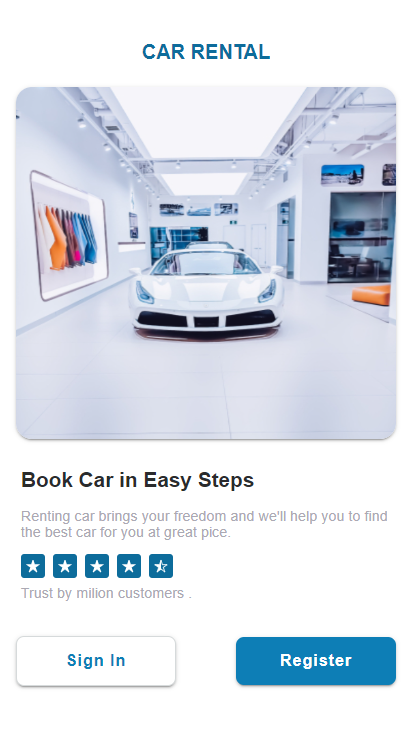 CAR RENTAL
Book Car in Easy Steps
Renting car brings your freedom and we'll help you to find
the best car for you at great pice.
Trust by milion customers .
Sign In
Register